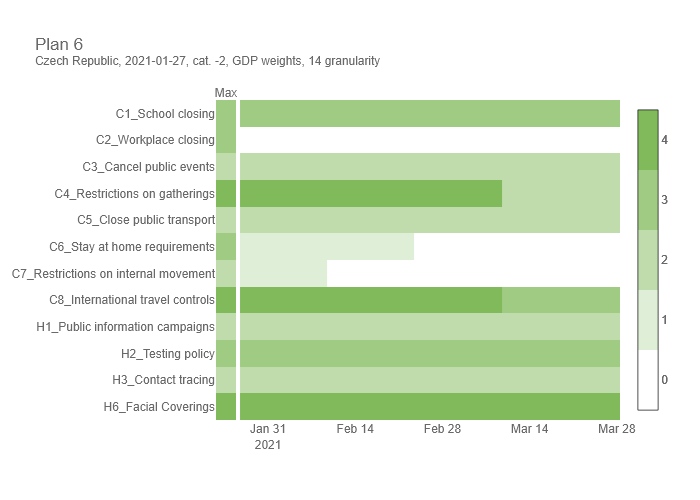 Plan 6
Czech Republic, 2021-01-27, cat. -2, GDP weights, 14 granularity
Max
C1_School closing
C2_Workplace closing
C3_Cancel public events
C4_Restrictions on gatherings
C5_Close public transport
C6_Stay at home requirements
C7_Restrictions on internal movement
C8_International travel controls
H1_Public information campaigns
H2_Testing policy
H3_Contact tracing
H6_Facial Coverings
4
3
2
1
0
Jan 31 Feb 14 Feb 28 Mar 14 Mar 28
2021